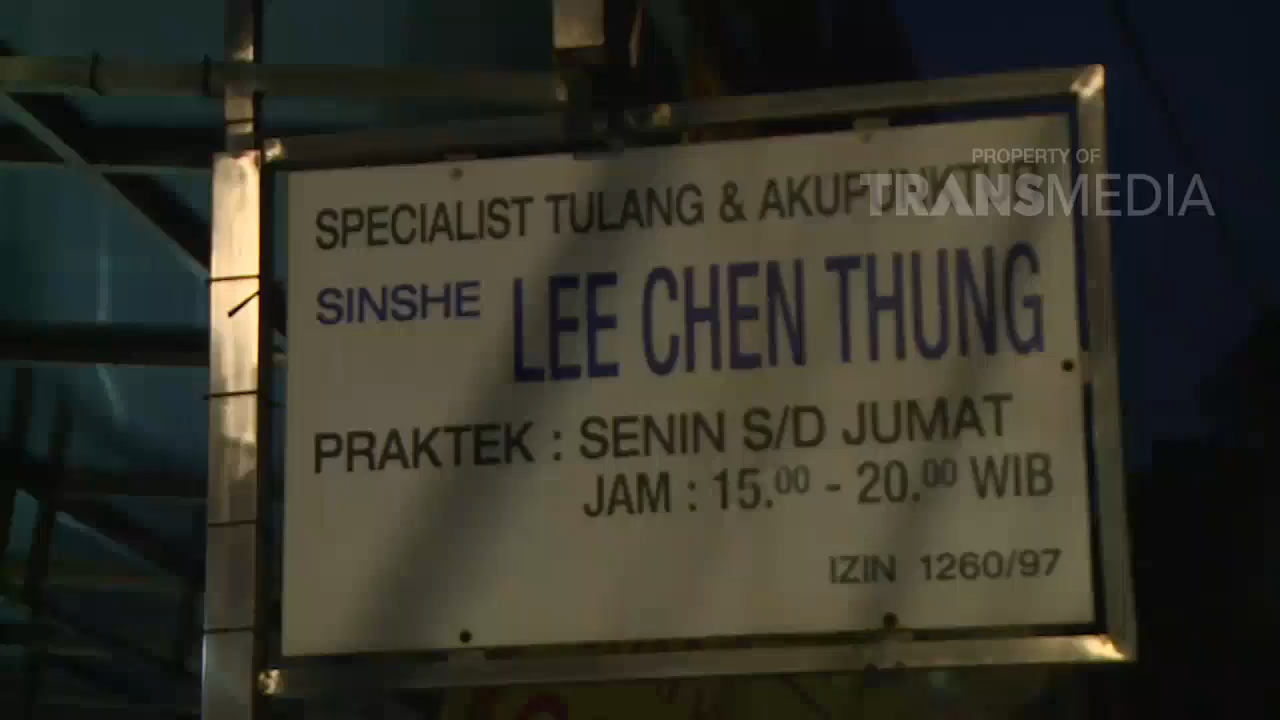 PROPERTY OF
TRANSMEDIA
SPECIALIST TULANG & AKUPUNKTUR
SINSHE LEE CHEN THUNG
PRAKTEK : SENIN S/D JUMAT
JAM : 15.00 - 20.00 WIB
IZIN 1260/97